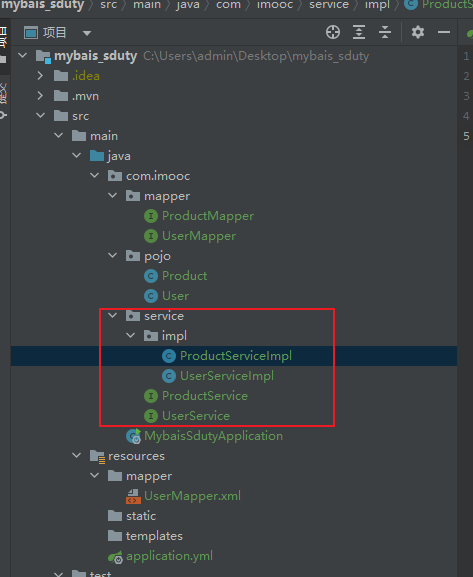 mybais_sduty › src › main › java › com › imooc › service › impl › ProductS
项目
1
mybais_sduty C:\Users\admin\Desktop\mybais_sduty
2
.idea
3
.mvn
4
src
5
main
java
com.imooc
mapper
ProductMapper
UserMapper
pojo
Product
User
service
impl
ProductServiceImpl
UserServiceImpl
ProductService
UserService
MybaisSdutyApplication
resources
mapper
UserMapper.xml
static
templates
application.yml
test